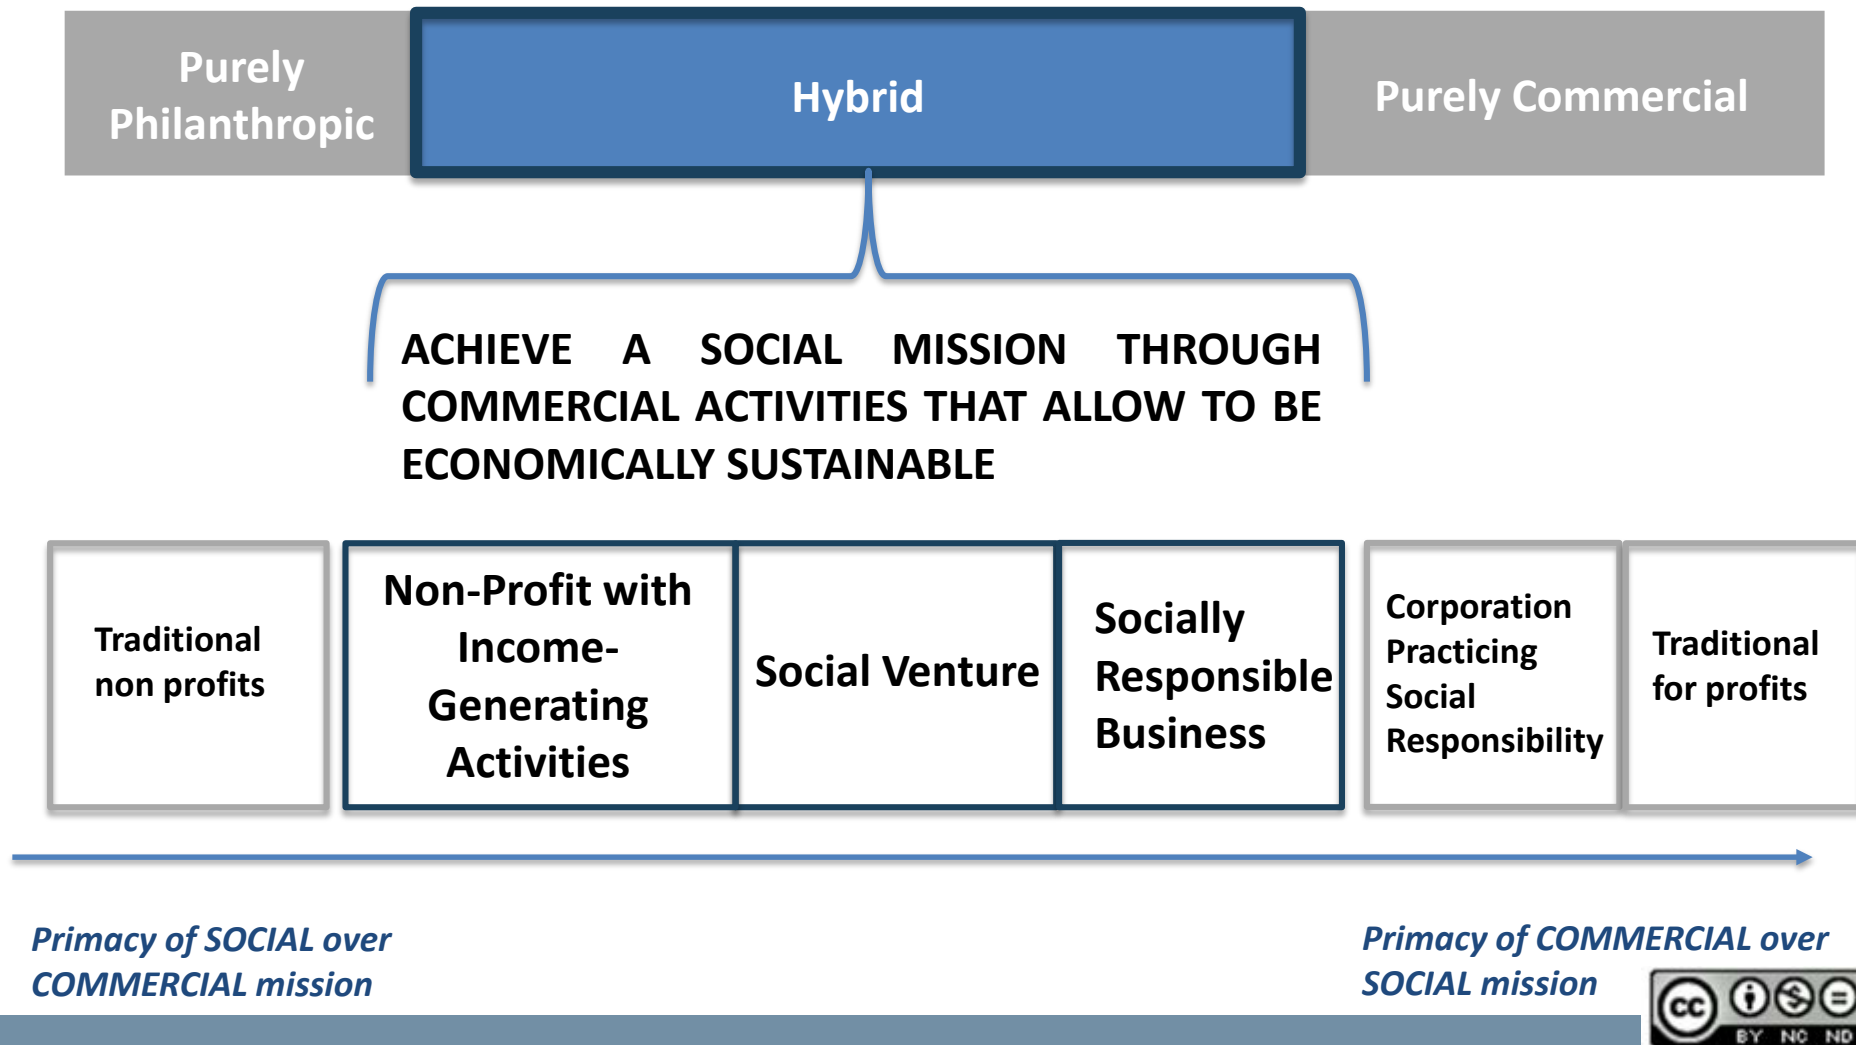 Purely
Philanthropic
Hybrid
Purely Commercial
ACHIEVE A SOCIAL MISSION THROUGH
COMMERCIAL ACTIVITIES THAT ALLOW TO BE
ECONOMICALLY SUSTAINABLE
Traditional
non profits
Non-Profit with
Income-
Generating
Activities
Social Venture
Socially
Responsible
Business
Corporation
Practicing
Social
Responsibility
Traditional
for profits
Primacy of SOCIAL over
COMMERCIAL mission
Primacy of COMMERCIAL over
SOCIAL mission
cc
BY NC ND